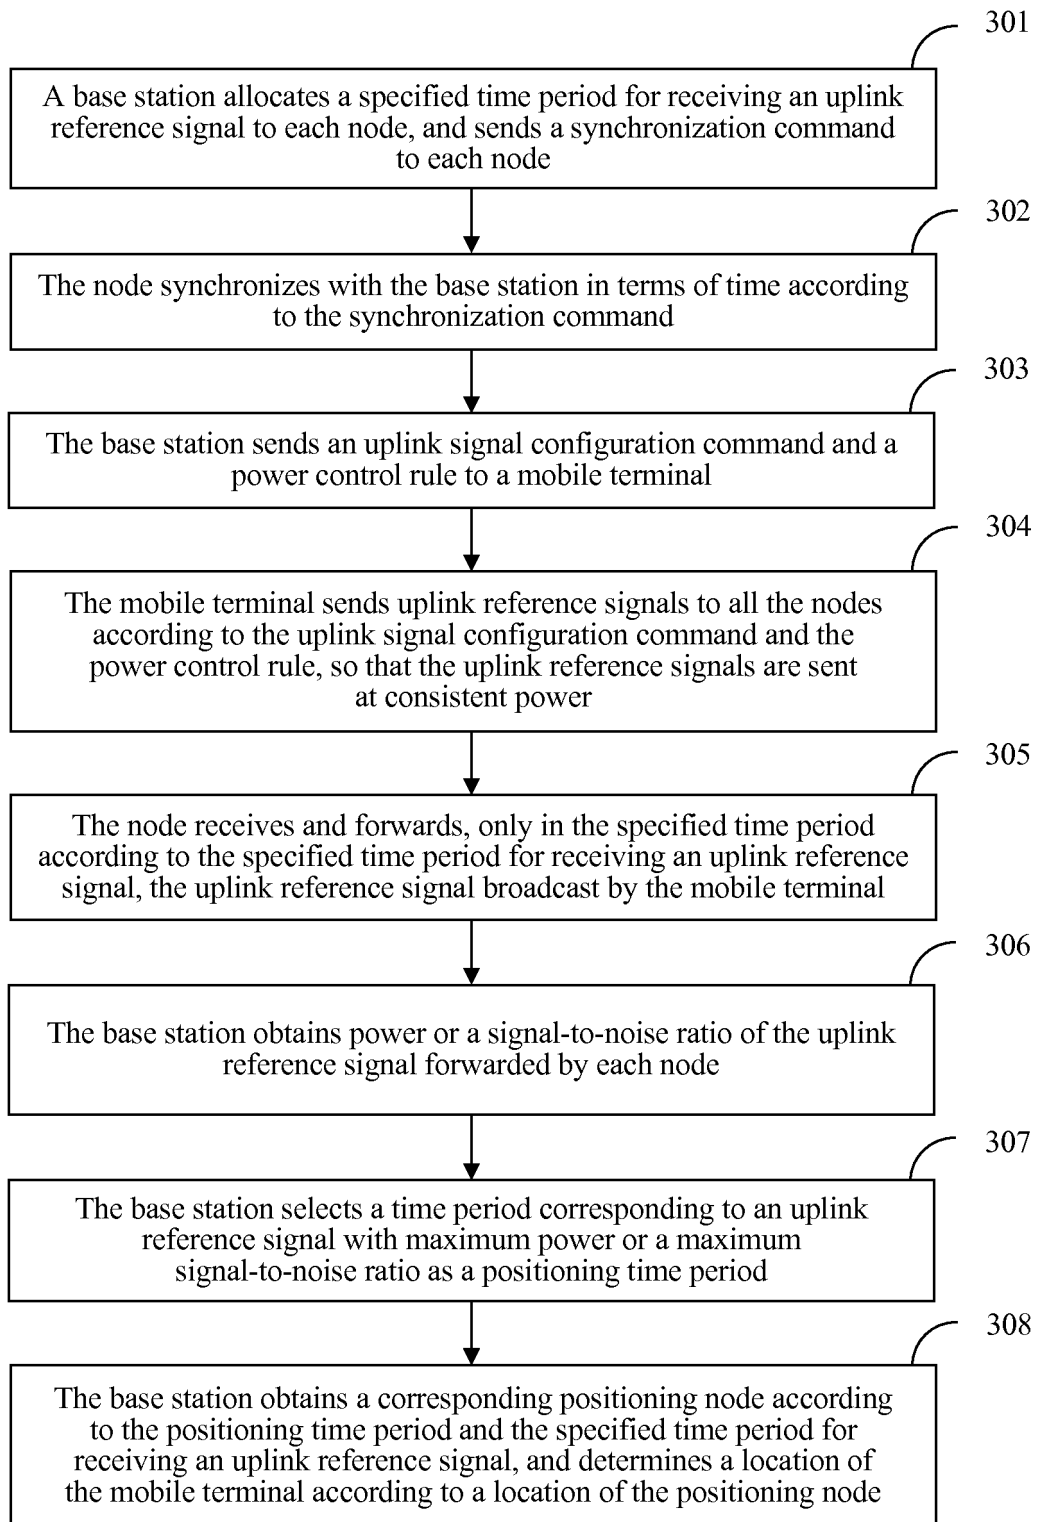 301
A base station allocates a specified time period for receiving an uplink
reference signal to each node, and sends a synchronization command
to each node
302
The node synchronizes with the base station in terms of time according
to the synchronization command
303
The base station sends an uplink signal configuration command and a
power control rule to a mobile terminal
304
The mobile terminal sends uplink reference signals to all the nodes
according to the uplink signal configuration command and the
power control rule, so that the uplink reference signals are sent
at consistent power
305
The node receives and forwards, only in the specified time period
according to the specified time period for receiving an uplink reference
signal, the uplink reference signal broadcast by the mobile terminal
306
The base station obtains power or a signal-to-noise ratio of the uplink
reference signal forwarded by each node
307
The base station selects a time period corresponding to an uplink
reference signal with maximum power or a maximum
signal-to-noise ratio as a positioning time period
308
The base station obtains a corresponding positioning node according
to the positioning time period and the specified time period for
receiving an uplink reference signal, and determines a location of
the mobile terminal according to a location of the positioning node